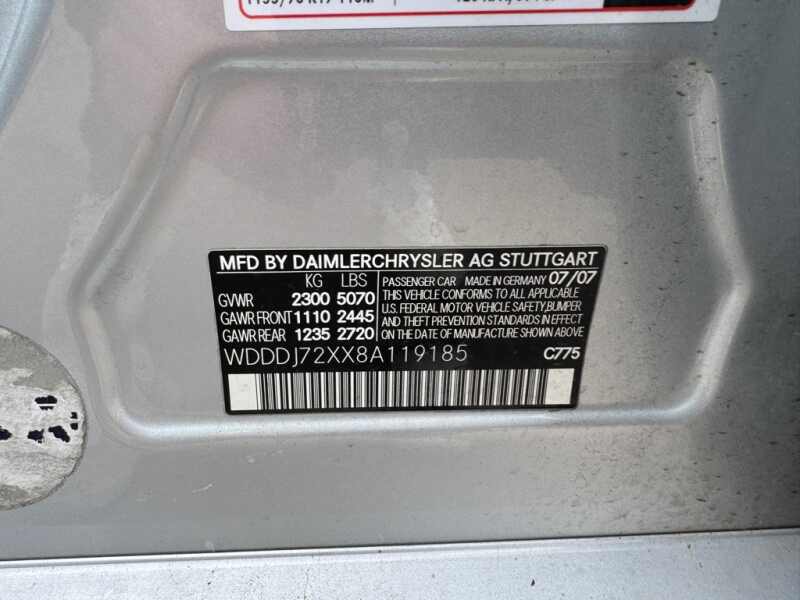 MFD BY DAIMLERCHRYSLER AG STUTTGART
KG LBS
GVWR 2300 5070
GAWR FRONT 1110 2445
GAWR REAR 1235 2720
PASSENGER CAR MADE IN GERMANY 07/07
THIS VEHICLE CONFORMS TO ALL APPLICABLE
U.S. FEDERAL MOTOR VEHICLE SAFETY, BUMPER
AND THEFT PREVENTION STANDARDS IN EFFECT
ON THE DATE OF MANUFACTURE SHOWN ABOVE
WDDDJ72XX8A119185 C775